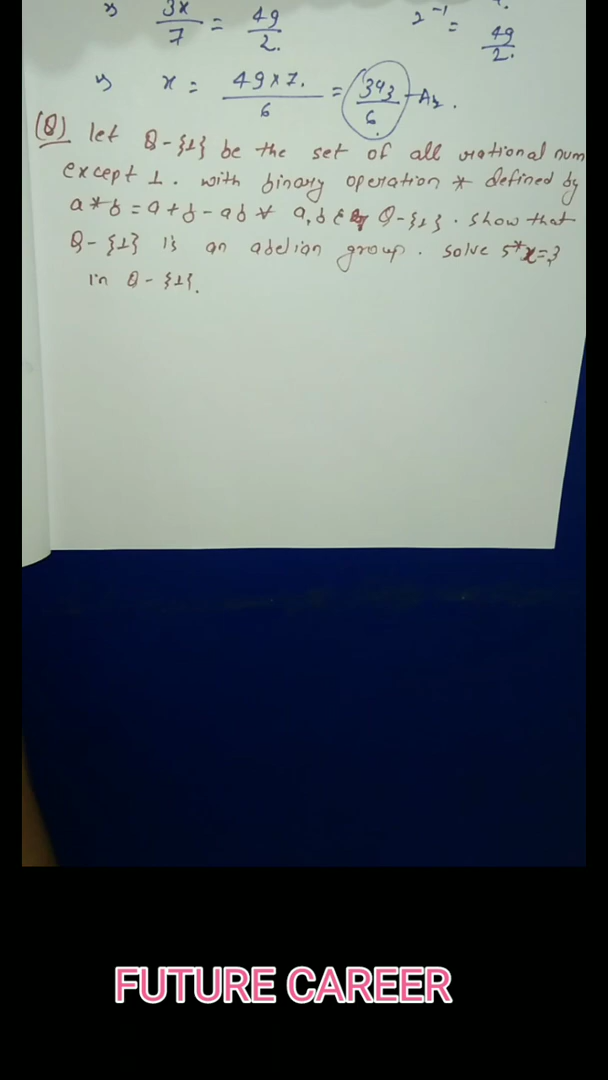 ⇒ 3x/7 = 49/2. 2⁻¹ = 49/2.
⇒ x = 49×7./6 = 343/6. Ans.
(Q) let Q-{1} be the set of all rational num
except 1. with binary operation * defined by
a*b = a+b-ab ∀ a,b ∈ Q-{1}. show that
Q-{1} is an abelian group. solve 5*x=3
in Q-{1}.
FUTURE CAREER